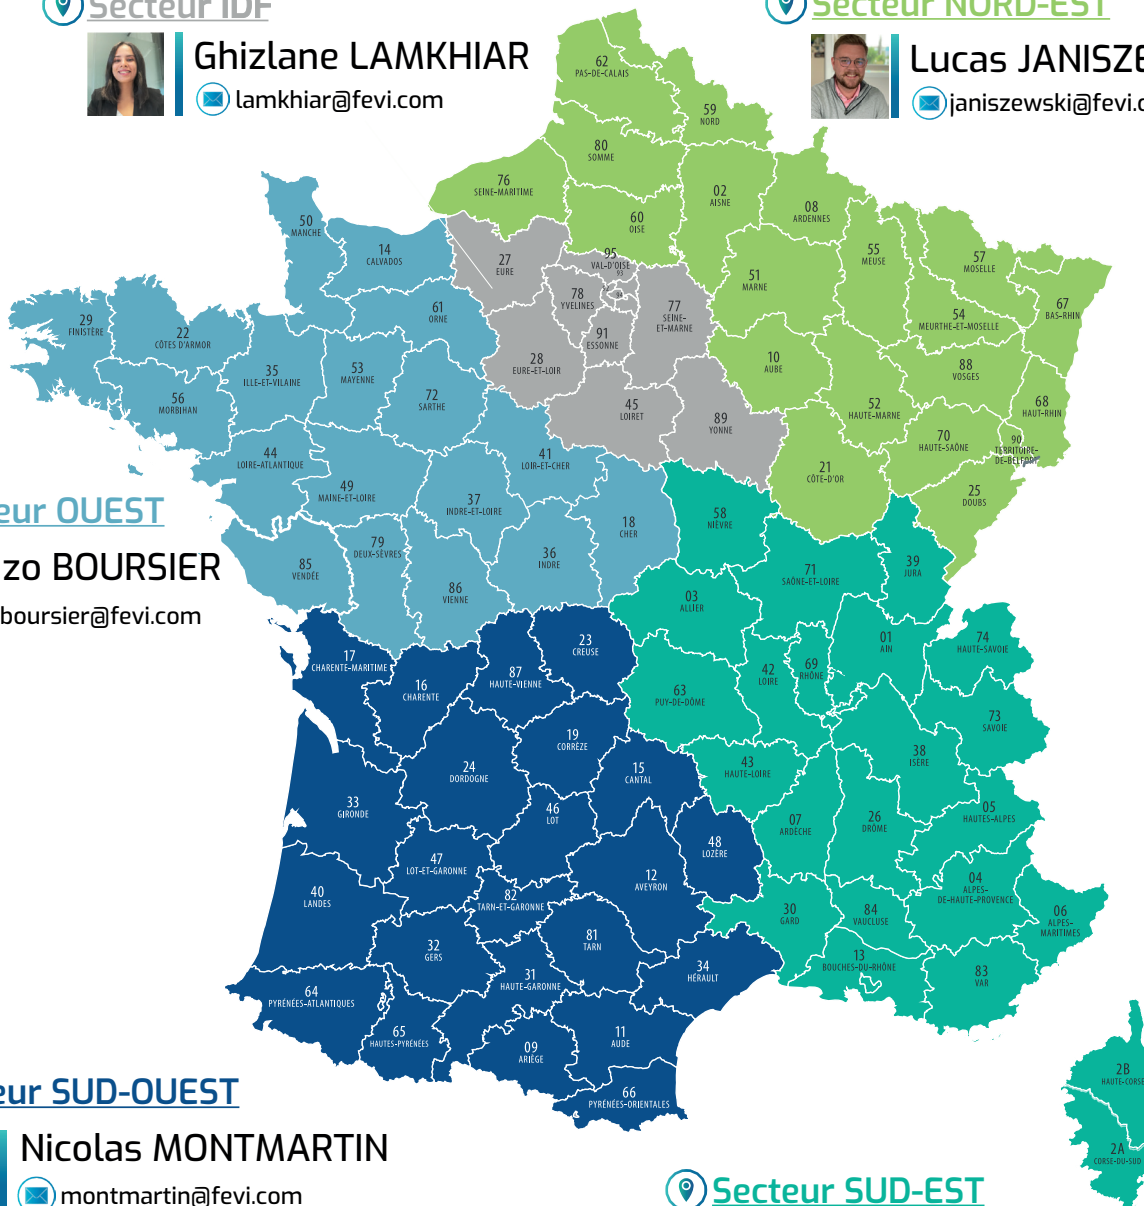 Secteur IDF
Ghizlane LAMKHIAR
lamkhiar@fevi.com
Secteur NORD-EST
Lucas JANISZE
janiszewski@fevi.c
62
PAS-DE-CALAIS
59
NORD
80
SOMME
76
SEINE-MARITIME
02
AISNE
08
ARDENNES
60
OISE
50
MANCHE
14
CALVADOS
27
EURE
95
VAL-D'OISE
93
55
MEUSE
57
MOSELLE
51
MARNE
78
YVELINES
77
SEINE-
ET-MARNE
67
BAS-RHIN
61
ORNE
54
MEURTHE-ET-MOSELLE
29
FINISTÈRE
22
CÔTES D'ARMOR
91
ESSONNE
28
EURE-ET-LOIR
10
AUBE
88
VOSGES
35
ILLE-ET-VILAINE
53
MAYENNE
72
SARTHE
56
MORBIHAN
45
LOIRET
89
YONNE
52
HAUTE-MARNE
68
HAUT-RHIN
70
HAUTE-SAÔNE
90
TERRITOIRE-
DE-BELFORT
44
LOIRE-ATLANTIQUE
41
LOIR-ET-CHER
21
CÔTE-D'OR
49
MAINE-ET-LOIRE
37
INDRE-ET-LOIRE
25
DOUBS
eur OUEST
zo BOURSIER
boursier@fevi.com
18
CHER
58
NIÈVRE
79
DEUX-SÈVRES
85
VENDÉE
86
VIENNE
36
INDRE
71
SAÔNE-ET-LOIRE
39
JURA
03
ALLIER
23
CREUSE
01
AIN
74
HAUTE-SAVOIE
17
CHARENTE-MARITIME
16
CHARENTE
87
HAUTE-VIENNE
42
LOIRE
69
RHÔNE
63
PUY-DE-DÔME
73
SAVOIE
19
CORRÈZE
38
ISÈRE
24
DORDOGNE
15
CANTAL
43
HAUTE-LOIRE
33
GIRONDE
46
LOT
07
ARDÈCHE
26
DRÔME
05
HAUTES-ALPES
47
LOT-ET-GARONNE
48
LOZÈRE
40
LANDES
82
TARN-ET-GARONNE
12
AVEYRON
04
ALPES-
DE-HAUTE-PROVENCE
30
GARD
84
VAUCLUSE
06
ALPES-
MARITIMES
32
GERS
81
TARN
13
BOUCHES-DU-RHÔNE
83
VAR
31
HAUTE-GARONNE
34
HÉRAULT
64
PYRÉNÉES-ATLANTIQUES
65
HAUTES-PYRÉNÉES
09
ARIÈGE
11
AUDE
66
PYRÉNÉES-ORIENTALES
2B
HAUTE-CORSE
2A
CORSE-DU-SUD
eur SUD-OUEST
Nicolas MONTMARTIN
montmartin@fevi.com
Secteur SUD-EST